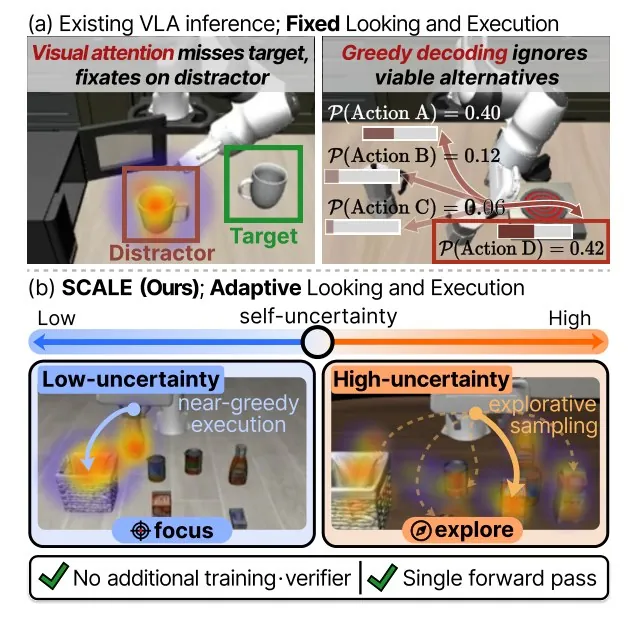 (a) Existing VLA inference; Fixed Looking and Execution
Visual attention misses target,
fixates on distractor
Distractor
Target
Greedy decoding ignores
viable alternatives
𝒫(Action A) = 0.40
𝒫(Action B) = 0.12
𝒫(Action C) = 0.06
𝒫(Action D) = 0.42
(b) SCALE (Ours); Adaptive Looking and Execution
Low
self-uncertainty
High
Low-uncertainty
near-greedy
execution
focus
High-uncertainty
explorative
sampling
explore
No additional training·verifier
Single forward pass